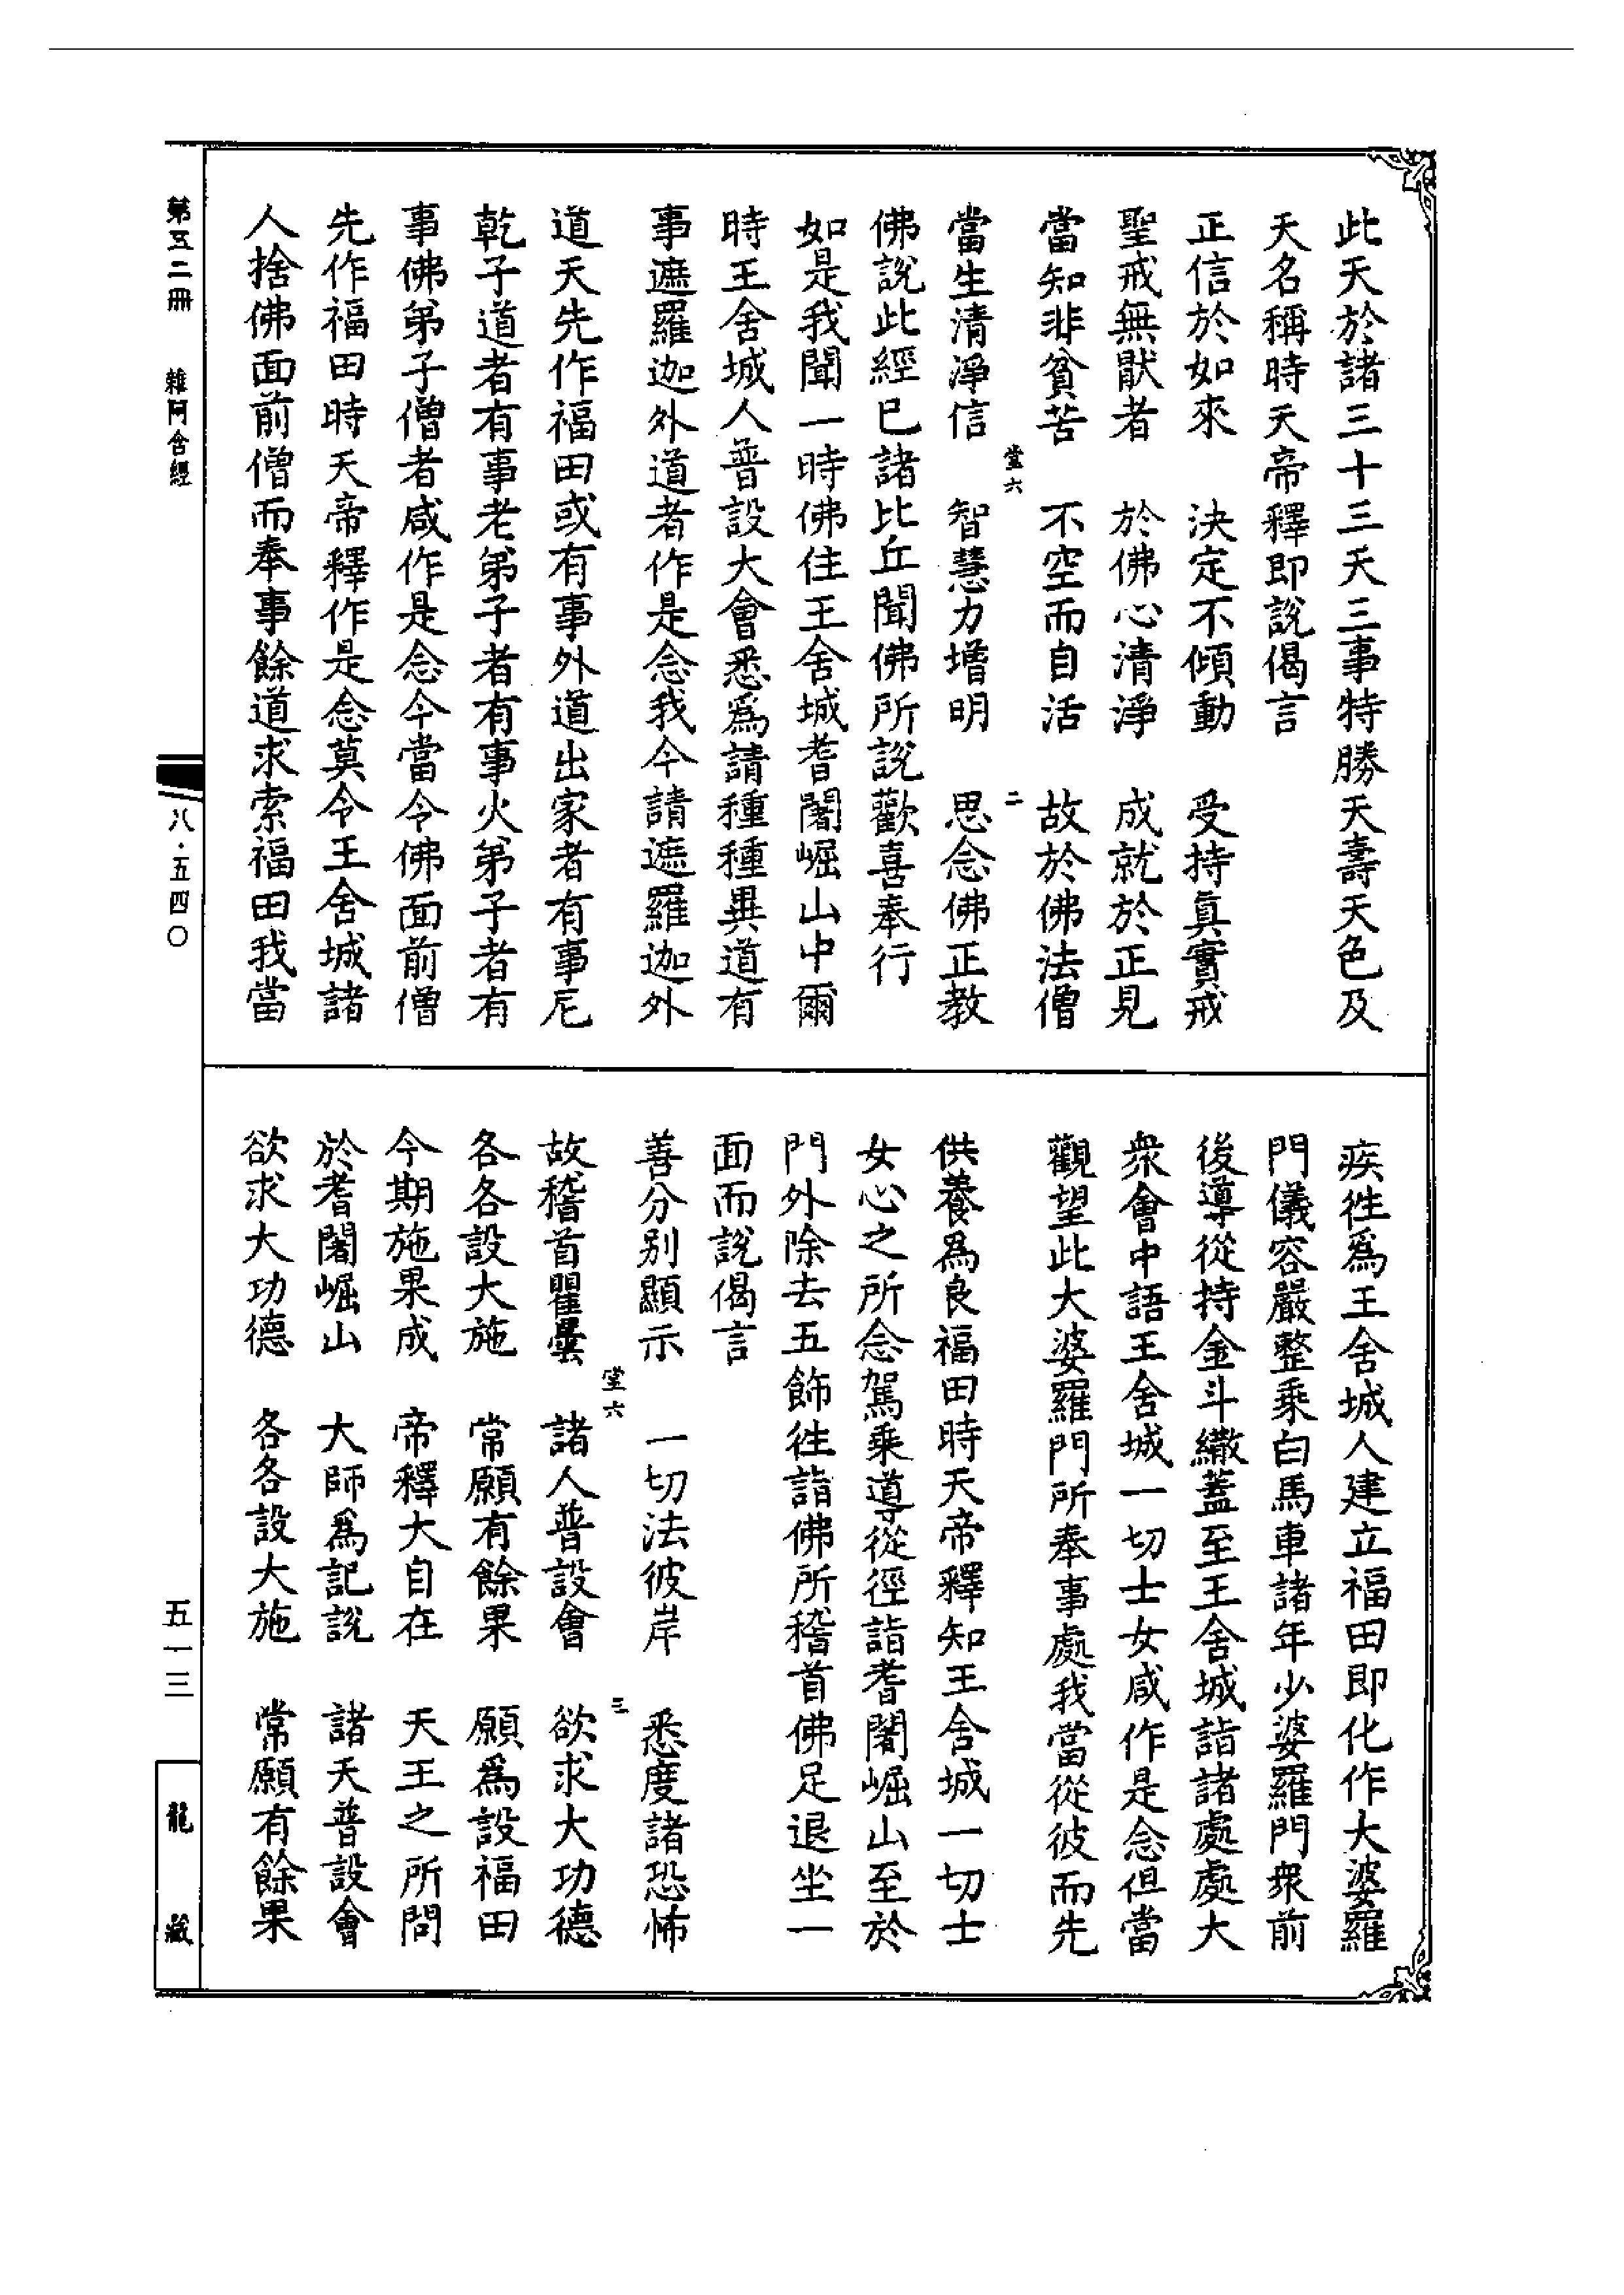 此天於諸三十三天三事特勝天壽天色及
天名稱時天帝釋即說偈言
正信於如來　決定不傾動　受持真實戒
聖戒無猒者　於佛心清淨　成就於正見
當知非貧苦　不空而自活　故於佛法僧
當生清淨信　智慧力增明　思念佛正教
堂六　二
佛說此經已諸比丘聞佛所說歡喜奉行
如是我聞一時佛住王舍城耆闍崛山中爾
時王舍城人普設大會悉為請種種異道有
事遮羅迦外道者作是念我今請遮羅迦外
道天先作福田或有事外道出家者有事尼
乾子道者有事老弟子者有事火弟子者有
事佛弟子僧者咸作是念今當令佛面前僧
先作福田時天帝釋作是念莫令王舍城諸
人捨佛面前僧而奉事餘道求索福田我當
疾往為王舍城人建立福田即化作大婆羅
門儀容嚴整乘白馬車諸年少婆羅門眾前
後導從持金斗繖蓋至王舍城詣諸處處大
眾會中語王舍城一切士女咸作是念但當
觀望此大婆羅門所奉事處我當從彼而先
供養為良福田時天帝釋知王舍城一切士
女心之所念駕乘導從徑詣耆闍崛山至於
門外除去五飾往詣佛所稽首佛足退坐一
面而說偈言
善分別顯示　一切法彼岸　悉度諸恐怖
堂六　三
故稽首瞿曇　諸人普設會　欲求大功德
各各設大施　常願有餘果　願為設福田
今期施果成　帝釋大自在　天王之所問
於耆闍崛山　大師為記說　諸天普設會
欲求大功德　各各設大施　常願有餘果
第五二冊　雜阿含經
八·五四〇
五一三
龍藏